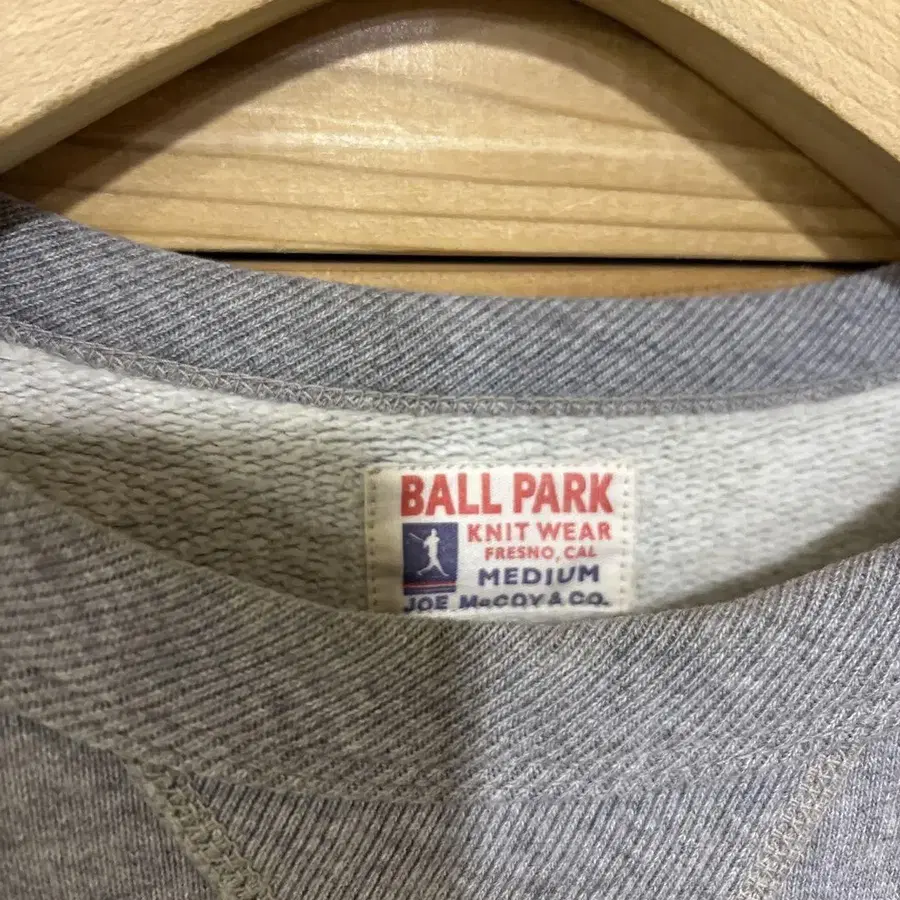 BALL PARK
KNIT WEAR
FRESNO, CAL
MEDIUM
JOE McCOY & CO.